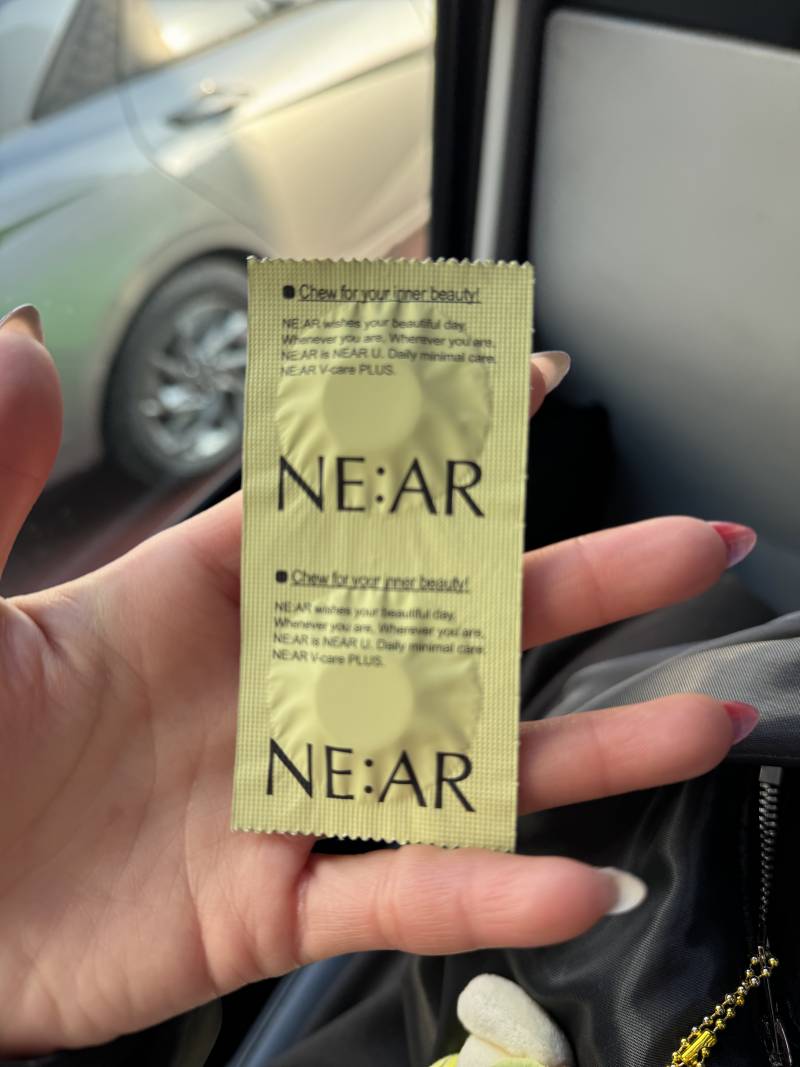 Chew for your inner beauty!
NE:AR wishes your beautiful day,
Whenever you are, Wherever you are,
NE:AR is NEAR U. Daily minimal care.
NE:AR V-care PLUS.
NE:AR
Chew for your inner beauty!
NE:AR wishes your beautiful day,
Whenever you are, Wherever you are,
NE:AR is NEAR U. Daily minimal care.
NE:AR V-care PLUS.
NE:AR